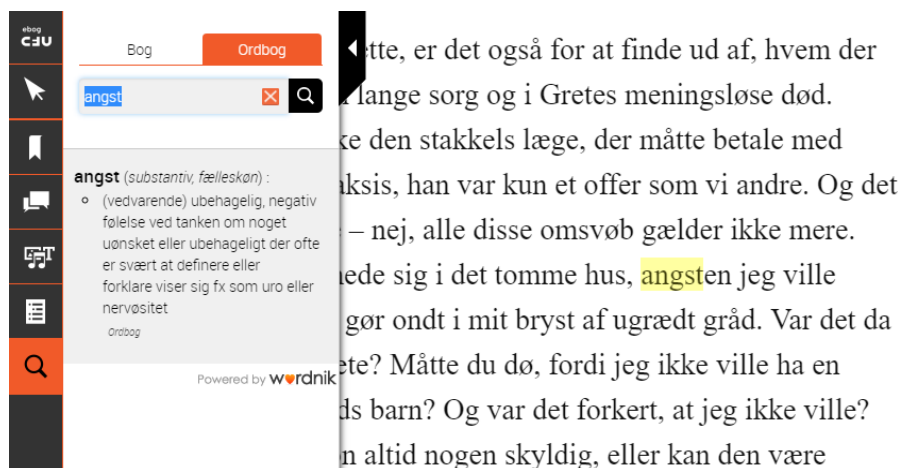 ebog
CFU
Bog
Ordbog
angst
angst (substantiv, fælleskøn) :
(vedvarende) ubehagelig, negativ
følelse ved tanken om noget
uønsket eller ubehageligt der ofte
er svært at definere eller
forklare viser sig fx som uro eller
nervøsitet
Ordbog
Powered by wordnik
tte, er det også for at finde ud af, hvem der
lange sorg og i Gretes meningsløse død.
ke den stakkels læge, der måtte betale med
aksis, han var kun et offer som vi andre. Og det
– nej, alle disse omsvøb gælder ikke mere.
nede sig i det tomme hus, angsten jeg ville
gør ondt i mit bryst af ugrædt gråd. Var det da
ete? Måtte du dø, fordi jeg ikke ville ha en
ds barn? Og var det forkert, at jeg ikke ville?
n altid nogen skyldig, eller kan den være